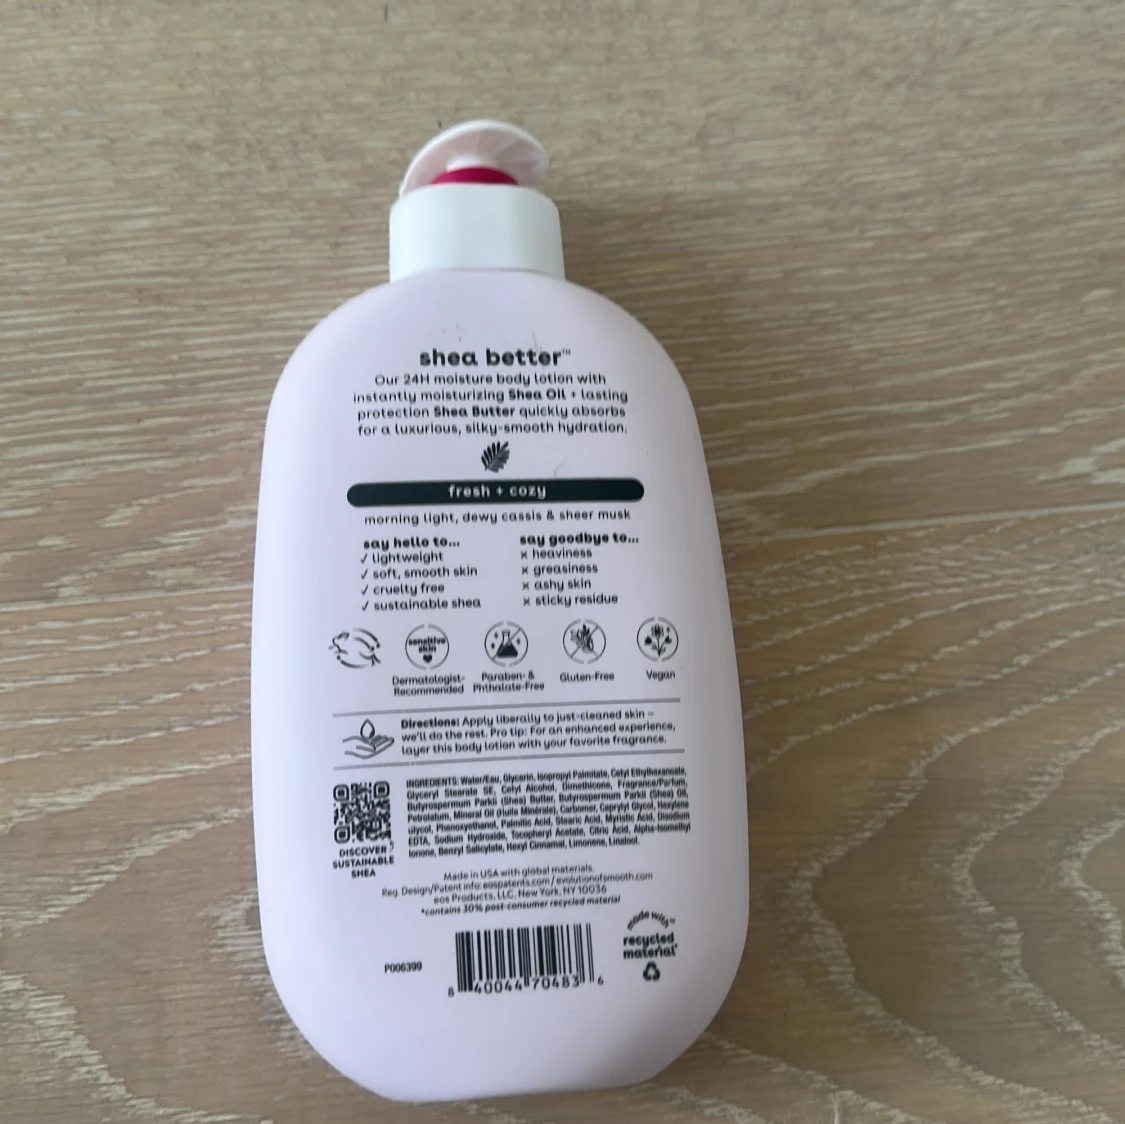 shea better™
Our 24H moisture body lotion with
instantly moisturizing Shea Oil + lasting
protection Shea Butter quickly absorbs
for a luxurious, silky-smooth hydration.
fresh + cozy
morning light, dewy cassis & sheer musk
say hello to...
✓ lightweight
✓ soft, smooth skin
✓ cruelty free
✓ sustainable shea
say goodbye to...
× heaviness
× greasiness
× ashy skin
× sticky residue
sensitive
skin
Dermatologist-
Recommended
Paraben- &
Phthalate-Free
Gluten-Free
Vegan
Directions: Apply liberally to just-cleaned skin –
we'll do the rest. Pro tip: For an enhanced experience,
layer this body lotion with your favorite fragrance.
DISCOVER
SUSTAINABLE
SHEA
INGREDIENTS: Water/Eau, Glycerin, Isopropyl Palmitate, Cetyl Ethylhexanoate,
Glyceryl Stearate SE, Cetyl Alcohol, Dimethicone, Fragrance/Parfum,
Butyrospermum Parkii (Shea) Butter, Butyrospermum Parkii (Shea) Oil,
Petrolatum, Mineral Oil (Huile Minérale), Carbomer, Caprylyl Glycol, Hexylene
Glycol, Phenoxyethanol, Palmitic Acid, Stearic Acid, Myristic Acid, Disodium
EDTA, Sodium Hydroxide, Tocopheryl Acetate, Citric Acid, Alpha-Isomethyl
Ionone, Benzyl Salicylate, Hexyl Cinnamal, Limonene, Linalool.
Made in USA with global materials.
Reg. Design/Patent info: eospatents.com / evolutionofsmooth.com
eos Products, LLC, New York, NY 10036
*contains 30% post-consumer recycled material
P006399
8 40044 70483 6
made with™
recycled
material*